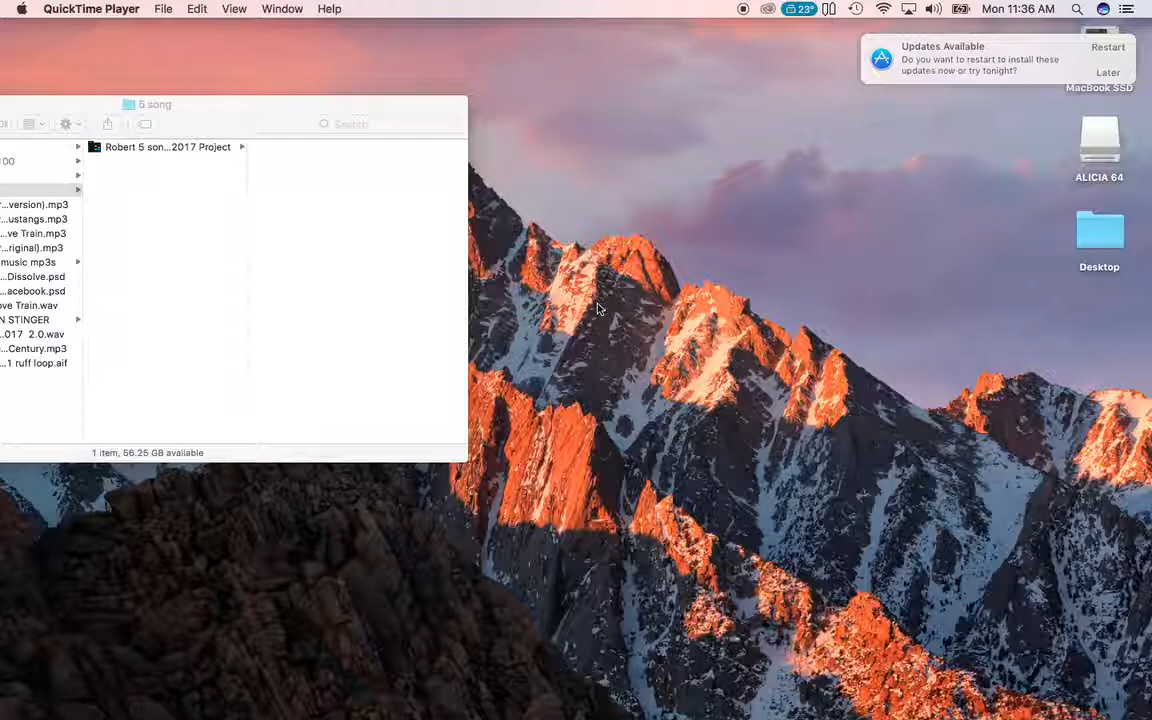 QuickTime Player File Edit View Window Help
23° Mon 11:36 AM
Updates Available
Do you want to restart to install these
updates now or try tonight?
Restart
Later
MacBook SSD
ALICIA 64
Desktop
5 song
Search
Robert 5 son...2017 Project
00
r...version).mp3
...ustangs.mp3
...ve Train.mp3
r...riginal).mp3
music mp3s
...Dissolve.psd
...acebook.psd
ove Train.wav
N STINGER
...017 2.0.wav
...Century.mp3
...1 ruff loop.aif
1 item, 56.25 GB available